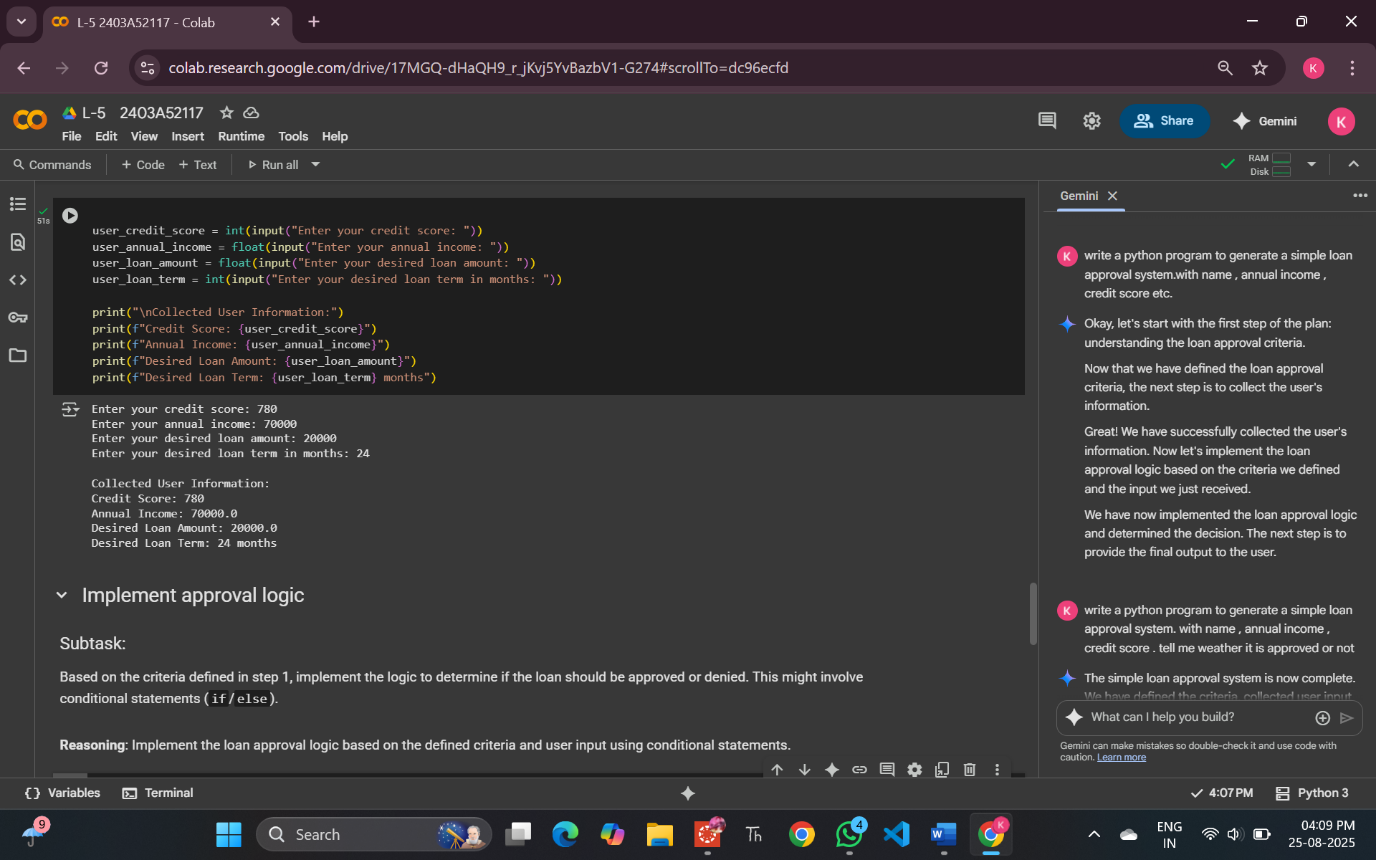 L-5 2403A52117 - Colab
colab.research.google.com/drive/17MGQ-dHaQH9_r_jKvj5YvBazbV1-G274#scrollTo=dc96ecfd
K
L-5 2403A52117
File Edit View Insert Runtime Tools Help
Share
Gemini
K
Commands
+ Code + Text
Run all
RAM
Disk
51s
user_credit_score = int(input("Enter your credit score: "))
user_annual_income = float(input("Enter your annual income: "))
user_loan_amount = float(input("Enter your desired loan amount: "))
user_loan_term = int(input("Enter your desired loan term in months: "))
print("\nCollected User Information:")
print(f"Credit Score: {user_credit_score}")
print(f"Annual Income: {user_annual_income}")
print(f"Desired Loan Amount: {user_loan_amount}")
print(f"Desired Loan Term: {user_loan_term} months")
Enter your credit score: 780
Enter your annual income: 70000
Enter your desired loan amount: 20000
Enter your desired loan term in months: 24
Collected User Information:
Credit Score: 780
Annual Income: 70000.0
Desired Loan Amount: 20000.0
Desired Loan Term: 24 months
Implement approval logic
Subtask:
Based on the criteria defined in step 1, implement the logic to determine if the loan should be approved or denied. This might involve
conditional statements (if/else).
Reasoning: Implement the loan approval logic based on the defined criteria and user input using conditional statements.
Gemini
K
write a python program to generate a simple loan
approval system.with name , annual income ,
credit score etc.
Okay, let's start with the first step of the plan:
understanding the loan approval criteria.
Now that we have defined the loan approval
criteria, the next step is to collect the user's
information.
Great! We have successfully collected the user's
information. Now let's implement the loan
approval logic based on the criteria we defined
and the input we just received.
We have now implemented the loan approval logic
and determined the decision. The next step is to
provide the final output to the user.
K
write a python program to generate a simple loan
approval system. with name , annual income ,
credit score . tell me weather it is approved or not
The simple loan approval system is now complete.
We have defined the criteria, collected user input
What can I help you build?
Gemini can make mistakes so double-check it and use code with
caution. Learn more
Variables
Terminal
4:07 PM
Python 3
9
Search
Th
4
W
K
ENG
IN
04:09 PM
25-08-2025